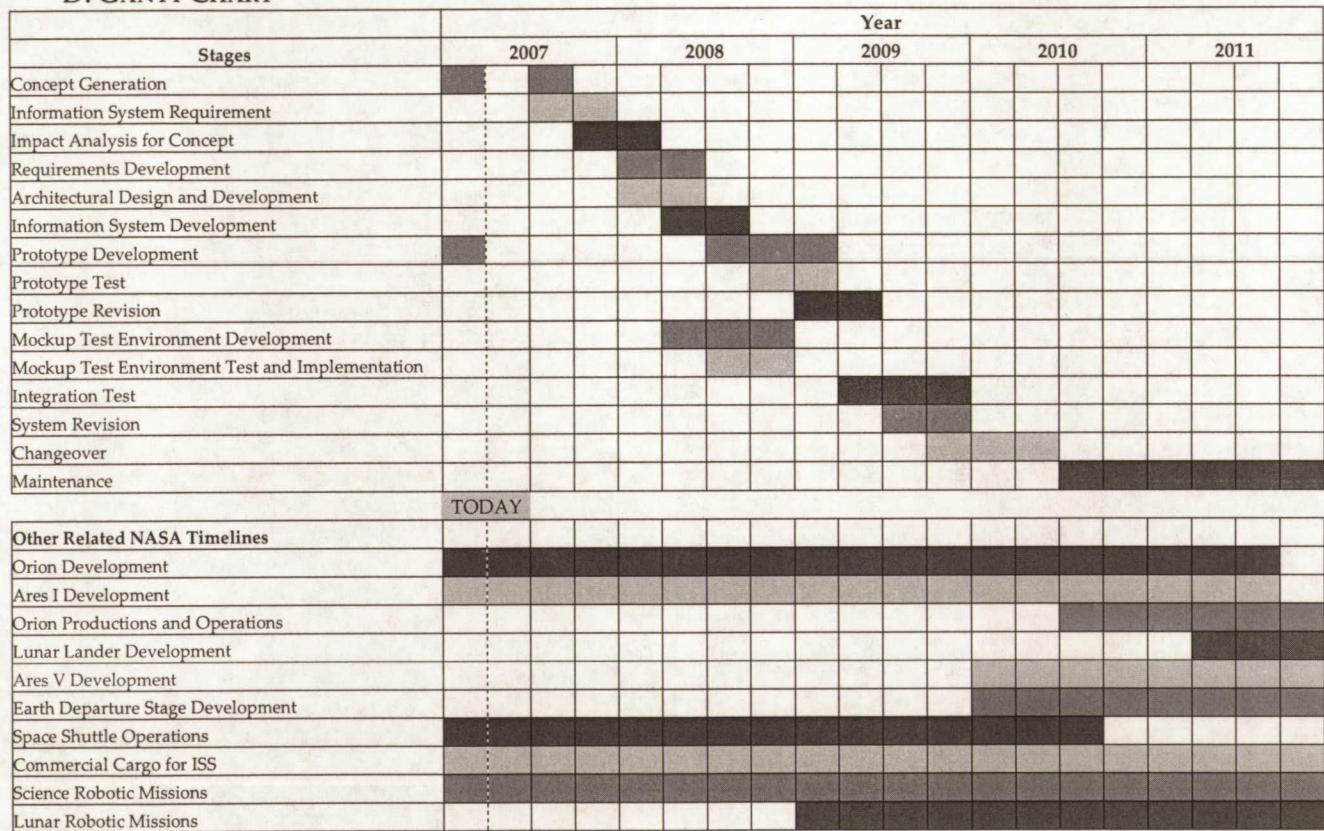 D. GANTT CHART
Year
Stages 2007 2008 2009 2010 2011
Concept Generation
Information System Requirement
Impact Analysis for Concept
Requirements Development
Architectural Design and Development
Information System Development
Prototype Development
Prototype Test
Prototype Revision
Mockup Test Environment Development
Mockup Test Environment Test and Implementation
Integration Test
System Revision
Changeover
Maintenance
TODAY
Other Related NASA Timelines
Orion Development
Ares I Development
Orion Productions and Operations
Lunar Lander Development
Ares V Development
Earth Departure Stage Development
Space Shuttle Operations
Commercial Cargo for ISS
Science Robotic Missions
Lunar Robotic Missions